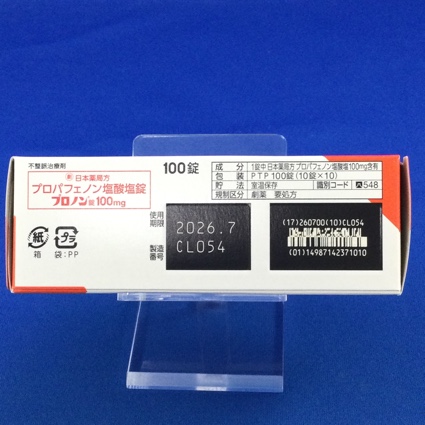 不整脈治療剤
日本薬局方
プロパフェノン塩酸塩錠
プロノン錠100mg
100錠
成分 1錠中 日本薬局方 プロパフェノン塩酸塩100mg含有
包装 PTP 100錠(10錠×10)
貯法 室温保存 識別コード 548
規制区分 劇薬 要処方
紙
箱
プラ
袋:PP
使用
期限
2026.7
製造
番号
CL054
(17)260700(10)CL054
(01)14987142371010